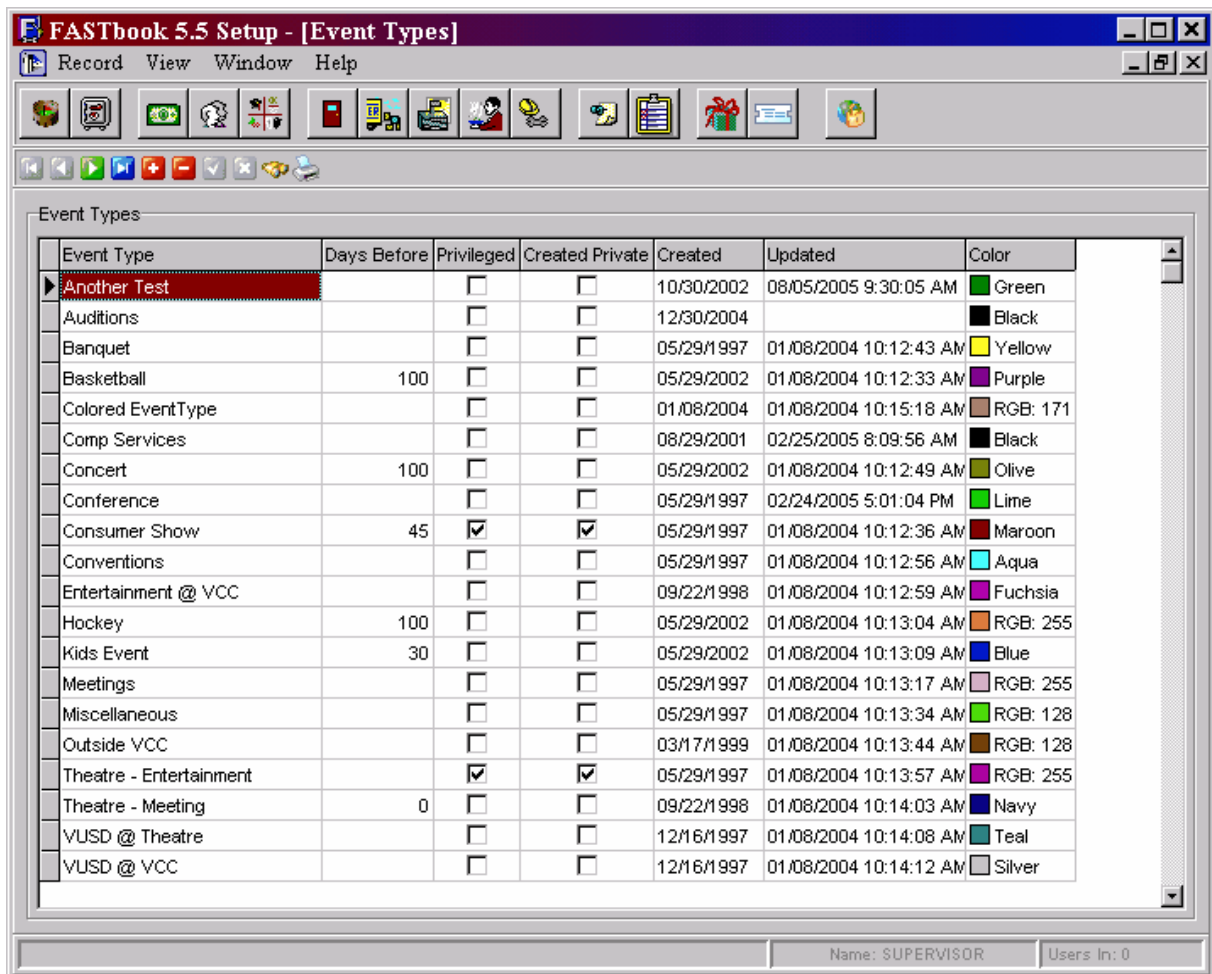 FASTbook 5.5 Setup - [Event Types]
Record View Window Help
Event Types
Event Type Days Before Privileged Created Private Created Updated Color
Another Test 10/30/2002 08/05/2005 9:30:05 AM Green
Auditions 12/30/2004 Black
Banquet 05/29/1997 01/08/2004 10:12:43 AM Yellow
Basketball 100 05/29/2002 01/08/2004 10:12:33 AM Purple
Colored EventType 01/08/2004 01/08/2004 10:15:18 AM RGB: 171
Comp Services 08/29/2001 02/25/2005 8:09:56 AM Black
Concert 100 05/29/2002 01/08/2004 10:12:49 AM Olive
Conference 05/29/1997 02/24/2005 5:01:04 PM Lime
Consumer Show 45 05/29/1997 01/08/2004 10:12:36 AM Maroon
Conventions 05/29/1997 01/08/2004 10:12:56 AM Aqua
Entertainment @ VCC 09/22/1998 01/08/2004 10:12:59 AM Fuchsia
Hockey 100 05/29/2002 01/08/2004 10:13:04 AM RGB: 255
Kids Event 30 05/29/2002 01/08/2004 10:13:09 AM Blue
Meetings 05/29/1997 01/08/2004 10:13:17 AM RGB: 255
Miscellaneous 05/29/1997 01/08/2004 10:13:34 AM RGB: 128
Outside VCC 03/17/1999 01/08/2004 10:13:44 AM RGB: 128
Theatre - Entertainment 05/29/1997 01/08/2004 10:13:57 AM RGB: 255
Theatre - Meeting 0 09/22/1998 01/08/2004 10:14:03 AM Navy
VUSD @ Theatre 12/16/1997 01/08/2004 10:14:08 AM Teal
VUSD @ VCC 12/16/1997 01/08/2004 10:14:12 AM Silver
Name: SUPERVISOR Users In: 0